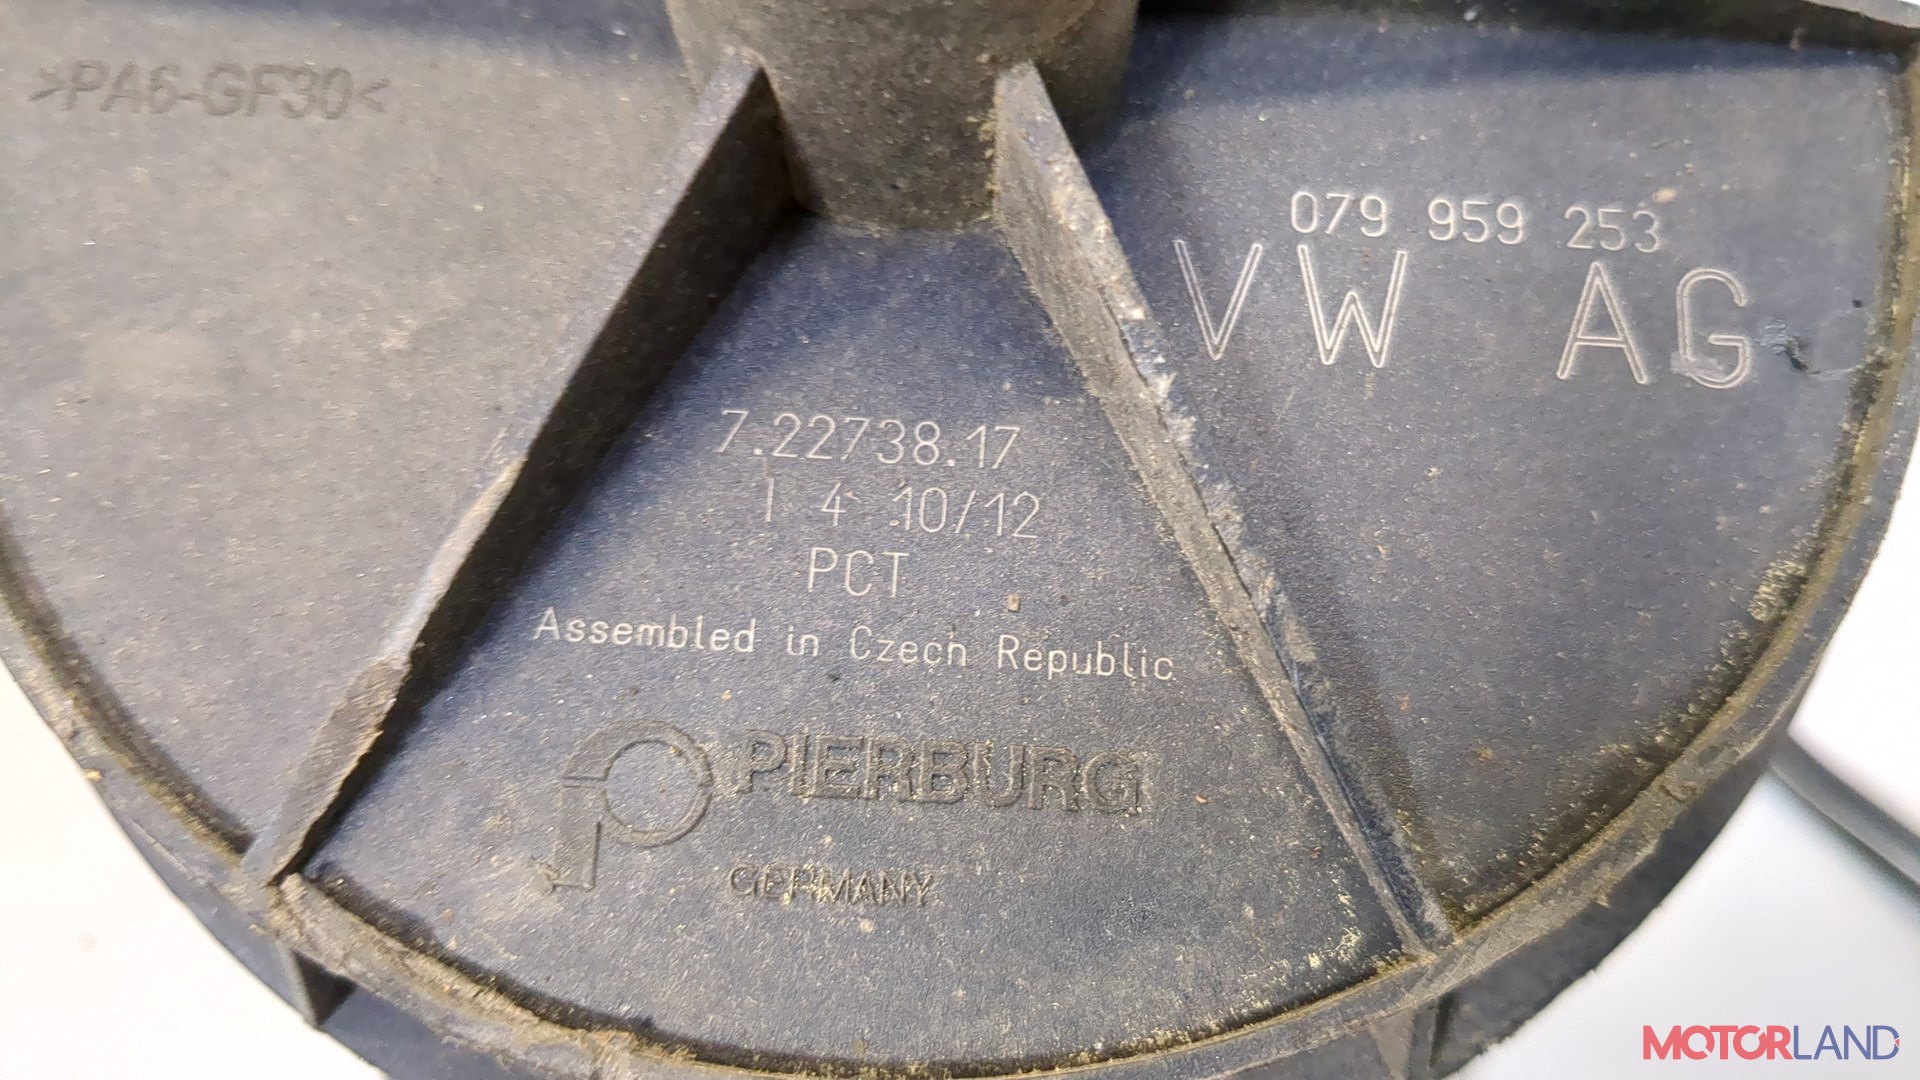 >PA6-GF30<
079 959 253
VW AG
7.22738.17
I 4 10/12
PCT
Assembled in Czech Republic
PIERBURG
GERMANY
MOTORLAND